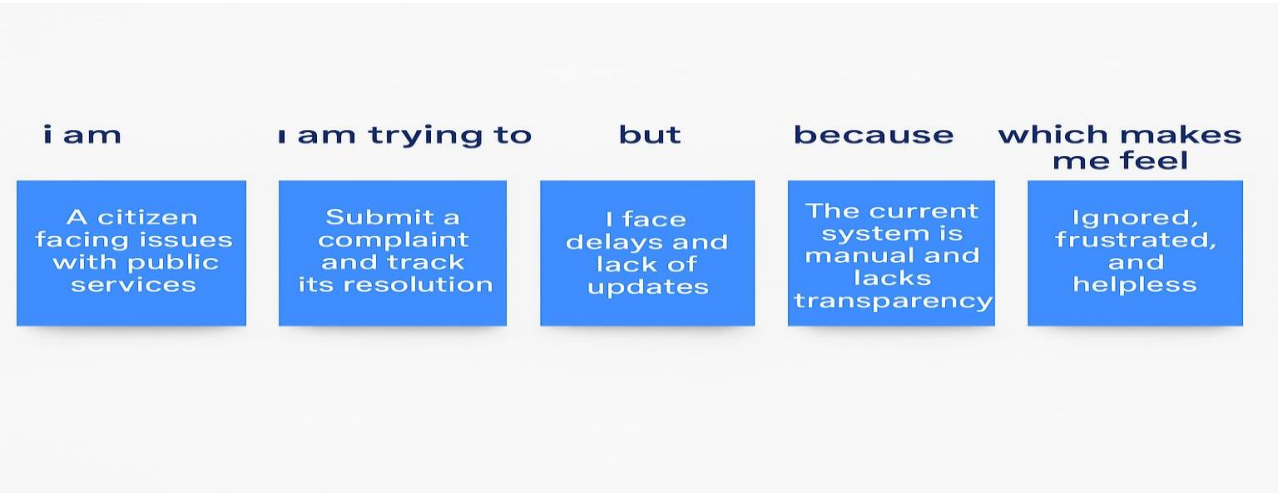 i am
ı am trying to
but
because
which makes
me feel
A citizen
facing issues
with public
services
Submit a
complaint
and track
its resolution
I face
delays and
lack of
updates
The current
system is
manual and
lacks
transparency
Ignored,
frustrated,
and
helpless